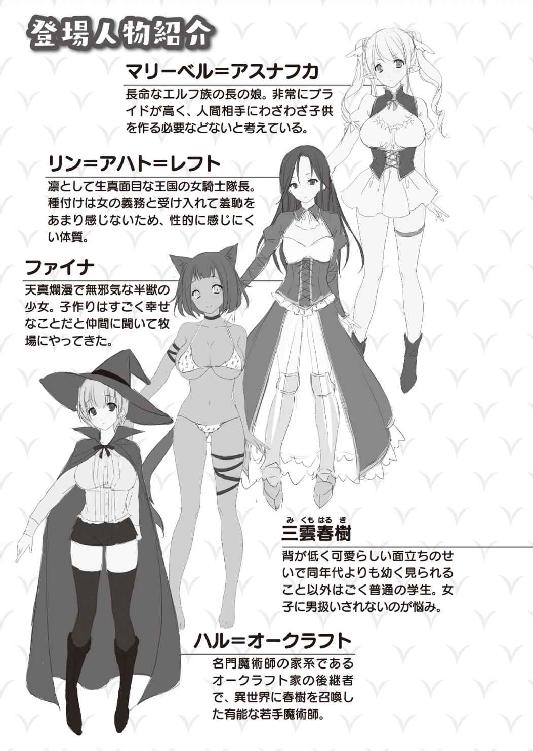 登場人物紹介
マリーベル＝アスナフカ
長命なエルフ族の長の娘。非常にプラ
イドが高く、人間相手にわざわざ子供
を作る必要などないと考えている。
リン＝アハト＝レフト
凛として生真面目な王国の女騎士隊長。
種付けは女の義務と受け入れて羞恥を
あまり感じないため、性的に感じにく
い体質。
ファイナ
天真爛漫で無邪気な半獣の
少女。子作りはすごく幸せ
なことだと仲間に聞いて牧
場にやってきた。
みくもはるき
三雲春樹
背が低く可愛らしい面立ちのせ
いで同年代よりも幼く見られる
こと以外はごく普通の学生。女
子に男扱いされないのが悩み。
ハル＝オークラフト
名門魔術師の家系である
オークラフト家の後継者
で、異世界に春樹を召喚し
た有能な若手魔術師。